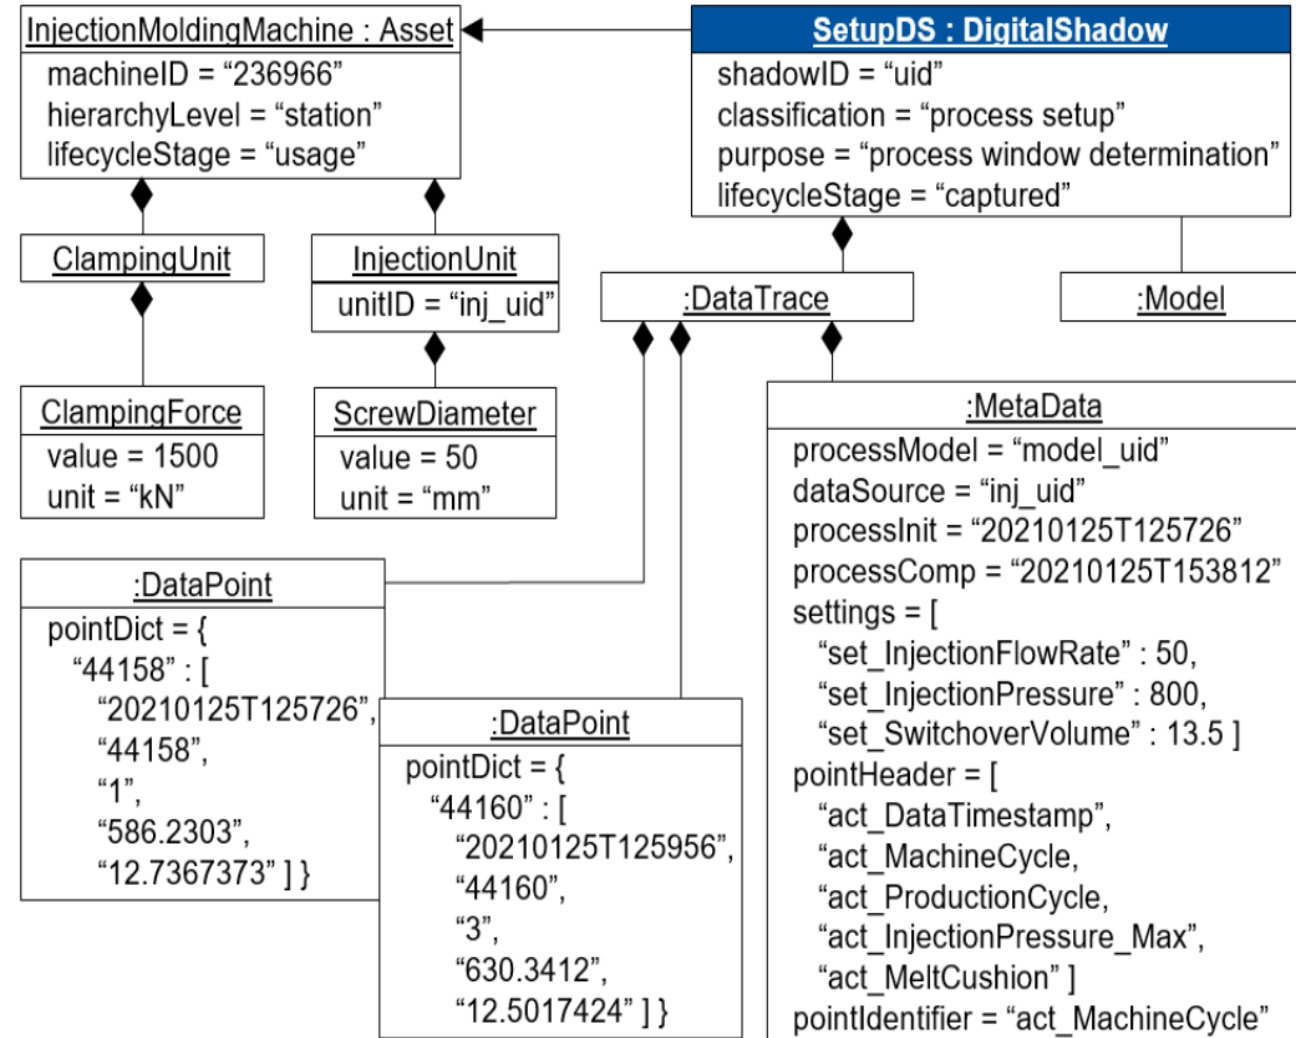 InjectionMoldingMachine : Asset
machineID = “236966”
hierarchyLevel = “station”
lifecycleStage = “usage”
SetupDS : DigitalShadow
shadowID = “uid”
classification = “process setup”
purpose = “process window determination”
lifecycleStage = “captured”
ClampingUnit
InjectionUnit
unitID = “inj_uid”
:DataTrace
:Model
ClampingForce
value = 1500
unit = “kN”
ScrewDiameter
value = 50
unit = “mm”
:MetaData
processModel = “model_uid”
dataSource = “inj_uid”
processInit = “20210125T125726”
processComp = “20210125T153812”
settings = [
“set_InjectionFlowRate” : 50,
“set_InjectionPressure” : 800,
“set_SwitchoverVolume” : 13.5 ]
pointHeader = [
“act_DataTimestamp”,
“act_MachineCycle,
“act_ProductionCycle,
“act_InjectionPressure_Max”,
“act_MeltCushion” ]
pointIdentifier = “act_MachineCycle”
:DataPoint
pointDict = {
“44158” : [
“20210125T125726”,
“44158”,
“1”,
“586.2303”,
“12.7367373” ] }
:DataPoint
pointDict = {
“44160” : [
“20210125T125956”,
“44160”,
“3”,
“630.3412”,
“12.5017424” ] }